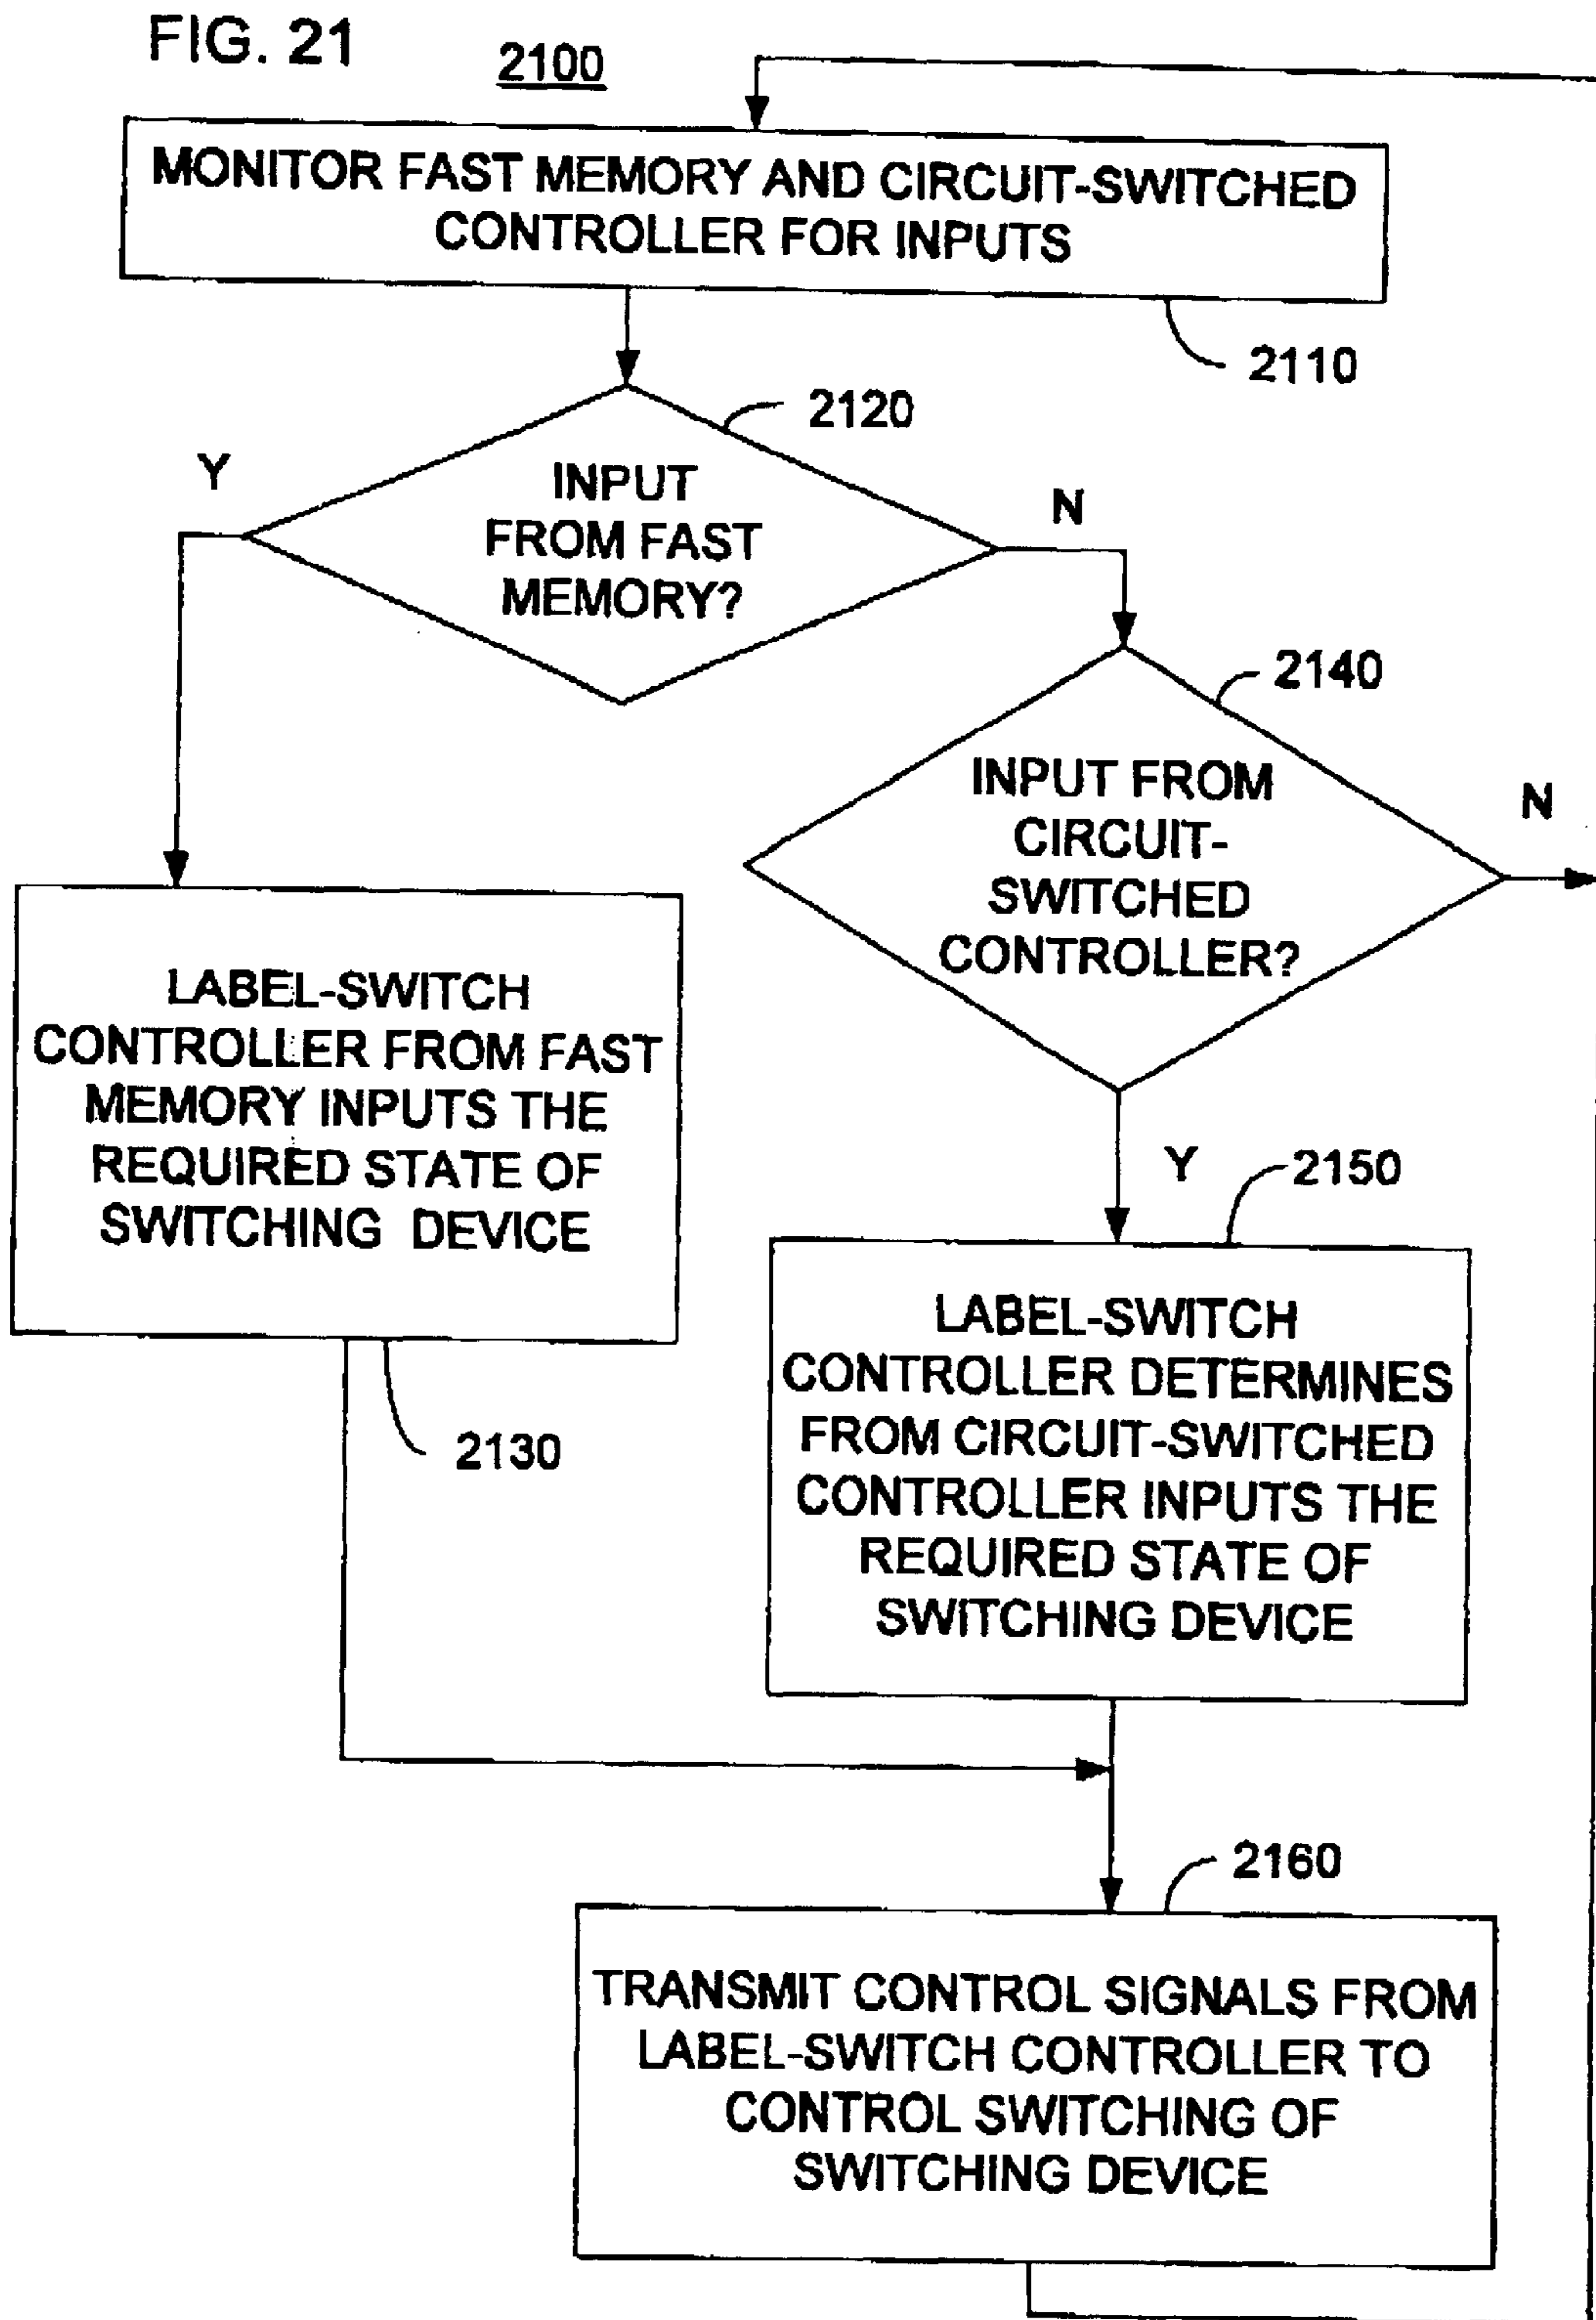 FIG. 21
2100
MONITOR FAST MEMORY AND CIRCUIT-SWITCHED
CONTROLLER FOR INPUTS
2110
2120
Y
INPUT
FROM FAST
MEMORY?
N
2140
INPUT FROM
CIRCUIT-
SWITCHED
CONTROLLER?
N
LABEL-SWITCH
CONTROLLER FROM FAST
MEMORY INPUTS THE
REQUIRED STATE OF
SWITCHING DEVICE
2130
Y
2150
LABEL-SWITCH
CONTROLLER DETERMINES
FROM CIRCUIT-SWITCHED
CONTROLLER INPUTS THE
REQUIRED STATE OF
SWITCHING DEVICE
2160
TRANSMIT CONTROL SIGNALS FROM
LABEL-SWITCH CONTROLLER TO
CONTROL SWITCHING OF
SWITCHING DEVICE